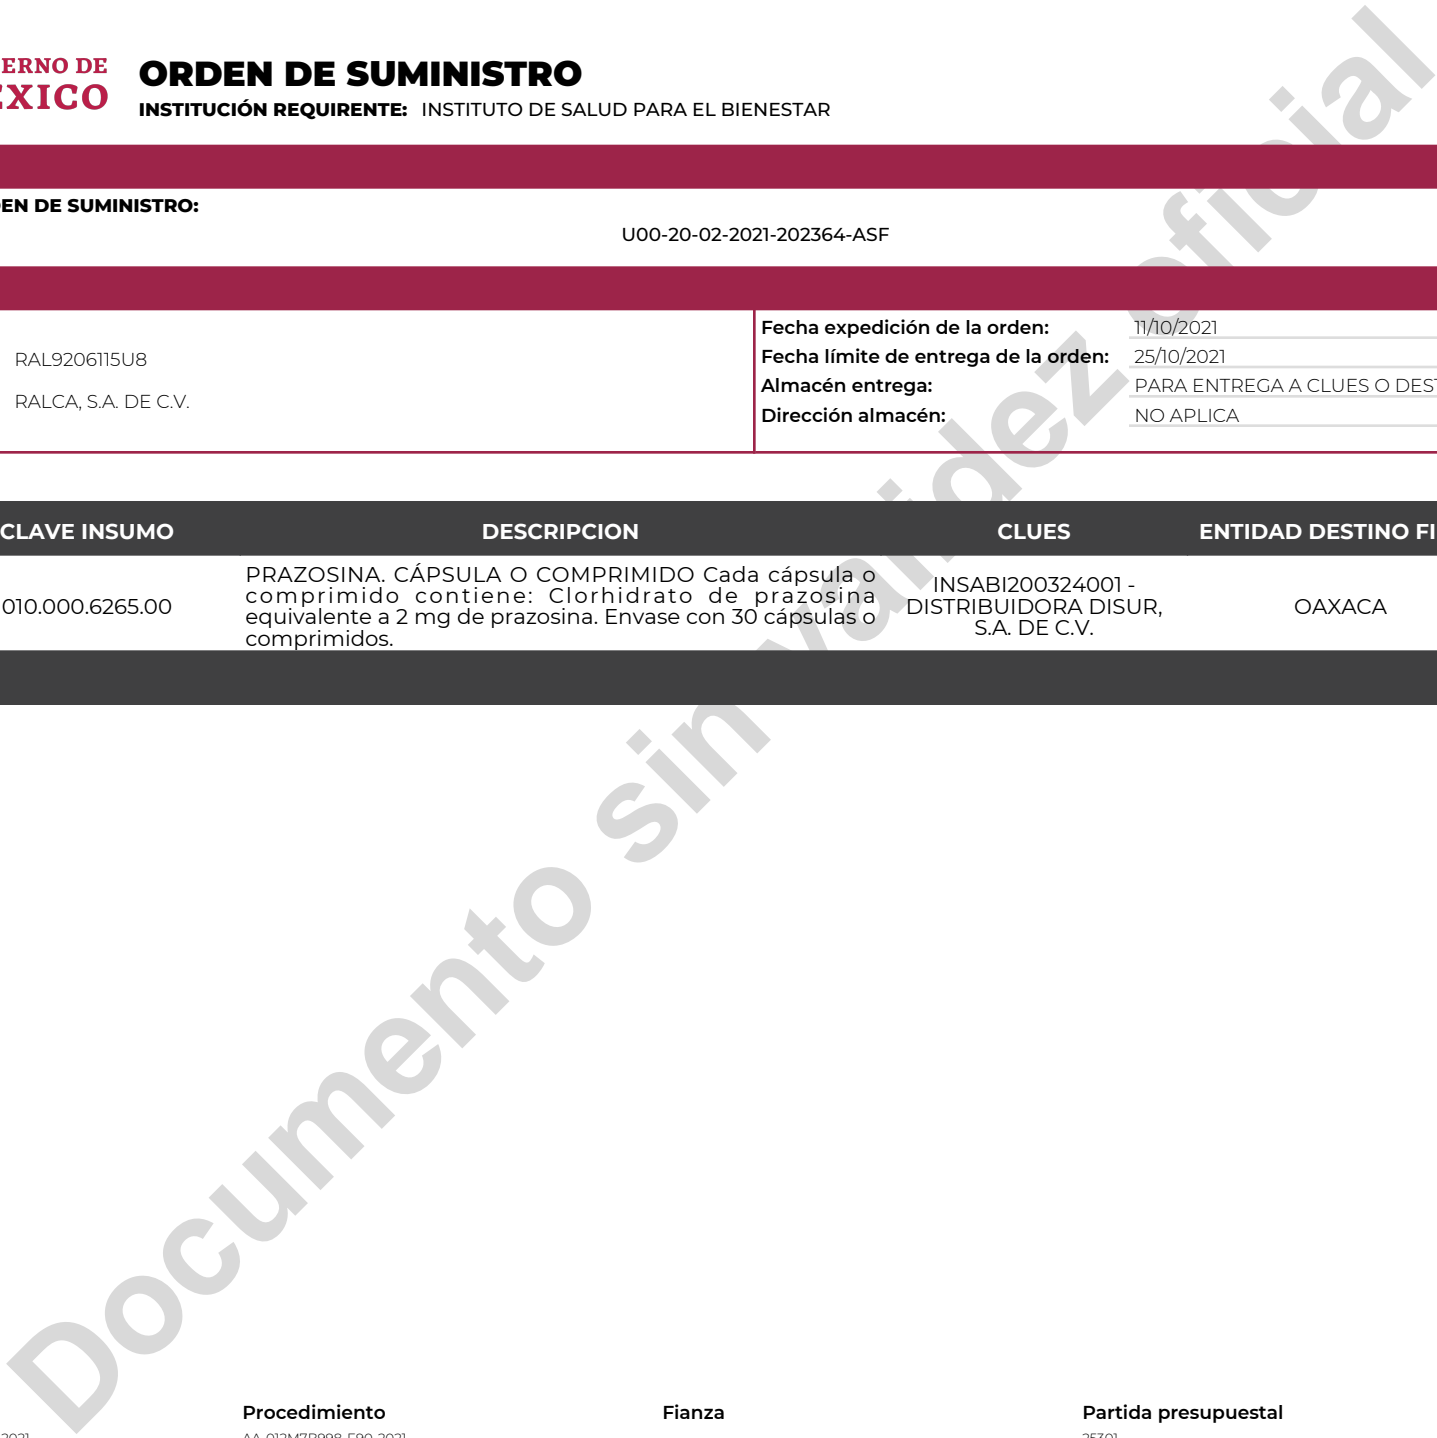 ERNO DE
ORDEN DE SUMINISTRO
INSTITUCIÓN REQUIRENTE: INSTITUTO DE SALUD PARA EL BIENESTAR
DE SUMINISTRO:
U00-20-02-2021-202364-ASF
RAL9206115U8
RALCA, S.A. DE C.V.
Fecha expedición de la orden: 11/10/2021
Fecha límite de entrega de la orden: 25/10/2021
Almacén entrega: PARA ENTREGA A CLUES O
Dirección almacén: NO APLICA
CLAVE INSUMO DESCRIPCION CLUES ENTIDAD DESTINO
010.000.6265.00
PRAZOSINA. CÁPSULA O COMPRIMIDO Cada cápsula o
comprimido contiene: Clorhidrato de prazosina
equivalente a 2 mg de prazosina. Envase con 30 cápsulas o
comprimidos.
INSABI200324001 -
DISTRIBUIDORA DISUR,
S.A. DE C.V.
OAXACA
Documento sin validez oficial
Procedimiento Fianza Partida presupuestal